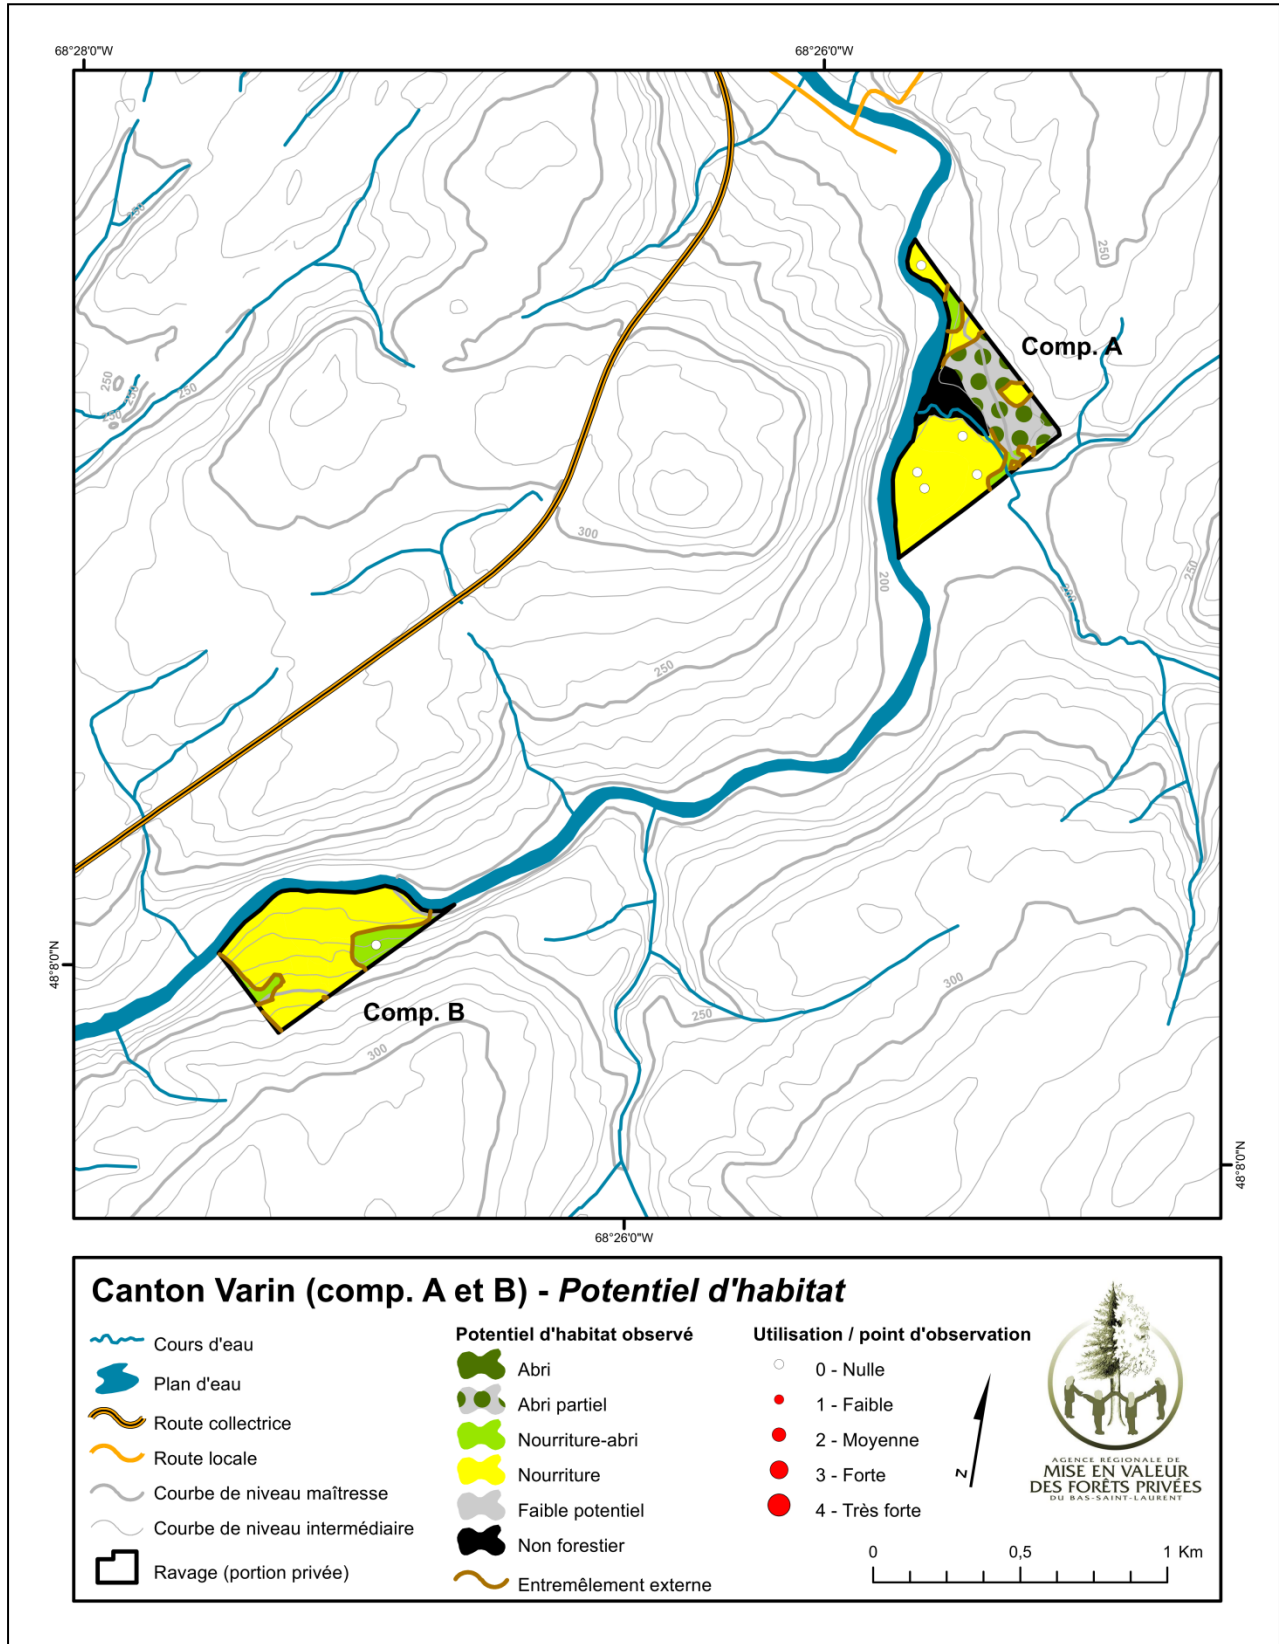 68°28'0"W
68°26'0"W
250
250
Comp. A
250
250
250
250
300
250
200
200
250
48°8'0"N
300
250
Comp. B
300
48°8'0"N
68°26'0"W
Canton Varin (comp. A et B) - Potentiel d'habitat
Cours d'eau
Plan d'eau
Route collectrice
Route locale
Courbe de niveau maîtresse
Courbe de niveau intermédiaire
Ravage (portion privée)
Potentiel d'habitat observé
Abri
Abri partiel
Nourriture-abri
Nourriture
Faible potentiel
Non forestier
Entremêlement externe
Utilisation / point d'observation
0 - Nulle
1 - Faible
2 - Moyenne
3 - Forte
4 - Très forte
N
AGENCE RÉGIONALE DE
MISE EN VALEUR
DES FORÊTS PRIVÉES
DU BAS-SAINT-LAURENT
0 0,5 1 Km